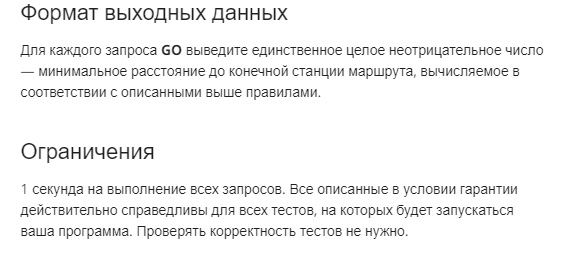 Формат выходных данных
Для каждого запроса GO выведите единственное целое неотрицательное число
— минимальное расстояние до конечной станции маршрута, вычисляемое в
соответствии с описанными выше правилами.
Ограничения
1 секунда на выполнение всех запросов. Все описанные в условии гарантии
действительно справедливы для всех тестов, на которых будет запускаться
ваша программа. Проверять корректность тестов не нужно.